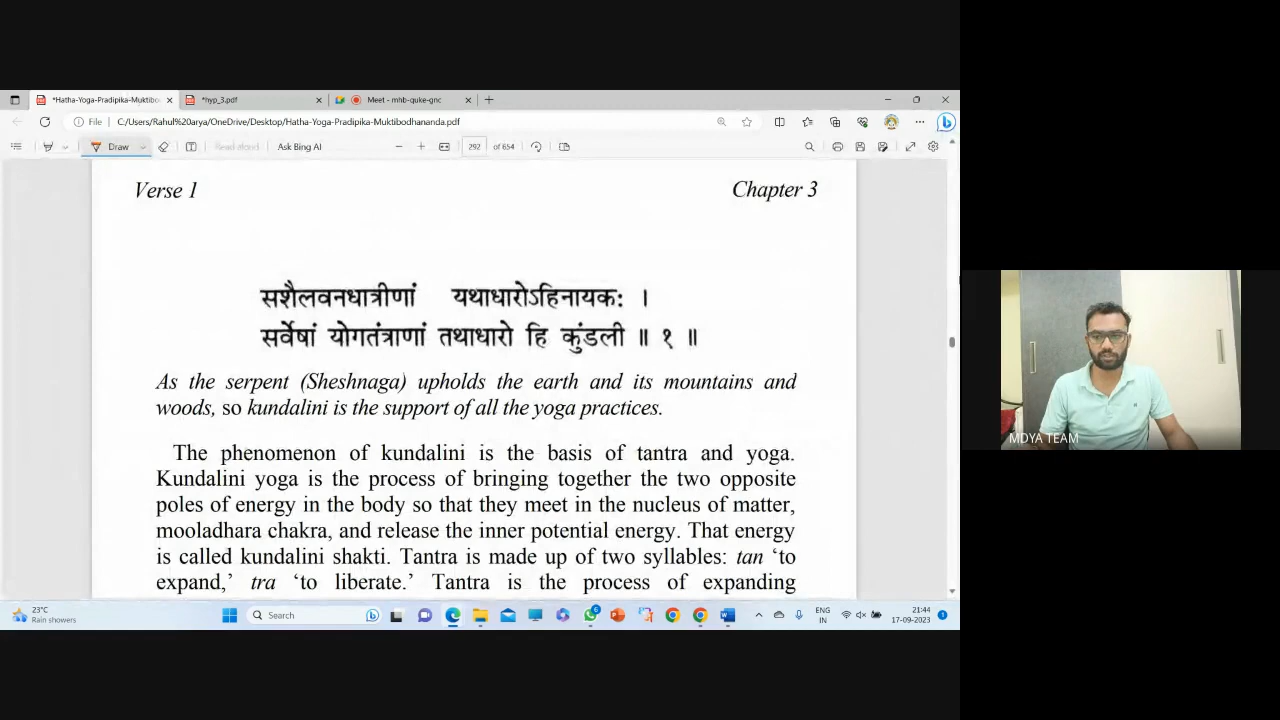 *Hatha-Yoga-Pradipika-Muktibo
*hyp_3.pdf
Meet - mhb-quke-gnc
File
C:/Users/Rahul%20arya/OneDrive/Desktop/Hatha-Yoga-Pradipika-Muktibodhananda.pdf
Draw
Read aloud
Ask Bing AI
292 of 654
Verse 1
Chapter 3
सशैलवनधात्रीणां यथाधारोऽहिनायकः ।
सर्वेषां योगतंत्राणां तथाधारो हि कुंडली ॥ १ ॥
As the serpent (Sheshnaga) upholds the earth and its mountains and
woods, so kundalini is the support of all the yoga practices.
The phenomenon of kundalini is the basis of tantra and yoga.
Kundalini yoga is the process of bringing together the two opposite
poles of energy in the body so that they meet in the nucleus of matter,
mooladhara chakra, and release the inner potential energy. That energy
is called kundalini shakti. Tantra is made up of two syllables: tan ‘to
expand,’ tra ‘to liberate.’ Tantra is the process of expanding
MDYA TEAM
23°C
Rain showers
Search
6
ENG
IN
21:44
17-09-2023
1